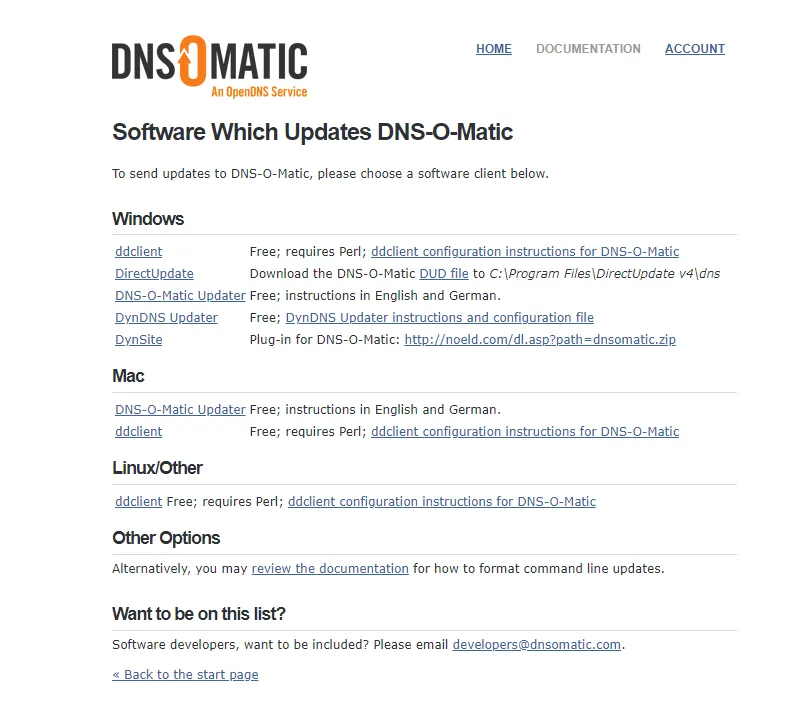 DNSOMATIC
An OpenDNS Service
HOME DOCUMENTATION ACCOUNT
Software Which Updates DNS-O-Matic
To send updates to DNS-O-Matic, please choose a software client below.
Windows
ddclient Free; requires Perl; ddclient configuration instructions for DNS-O-Matic
DirectUpdate Download the DNS-O-Matic DUD file to C:\Program Files\DirectUpdate v4\dns
DNS-O-Matic Updater Free; instructions in English and German.
DynDNS Updater Free; DynDNS Updater instructions and configuration file
DynSite Plug-in for DNS-O-Matic: http://noeld.com/dl.asp?path=dnsomatic.zip
Mac
DNS-O-Matic Updater Free; instructions in English and German.
ddclient Free; requires Perl; ddclient configuration instructions for DNS-O-Matic
Linux/Other
ddclient Free; requires Perl; ddclient configuration instructions for DNS-O-Matic
Other Options
Alternatively, you may review the documentation for how to format command line updates.
Want to be on this list?
Software developers, want to be included? Please email developers@dnsomatic.com.
« Back to the start page